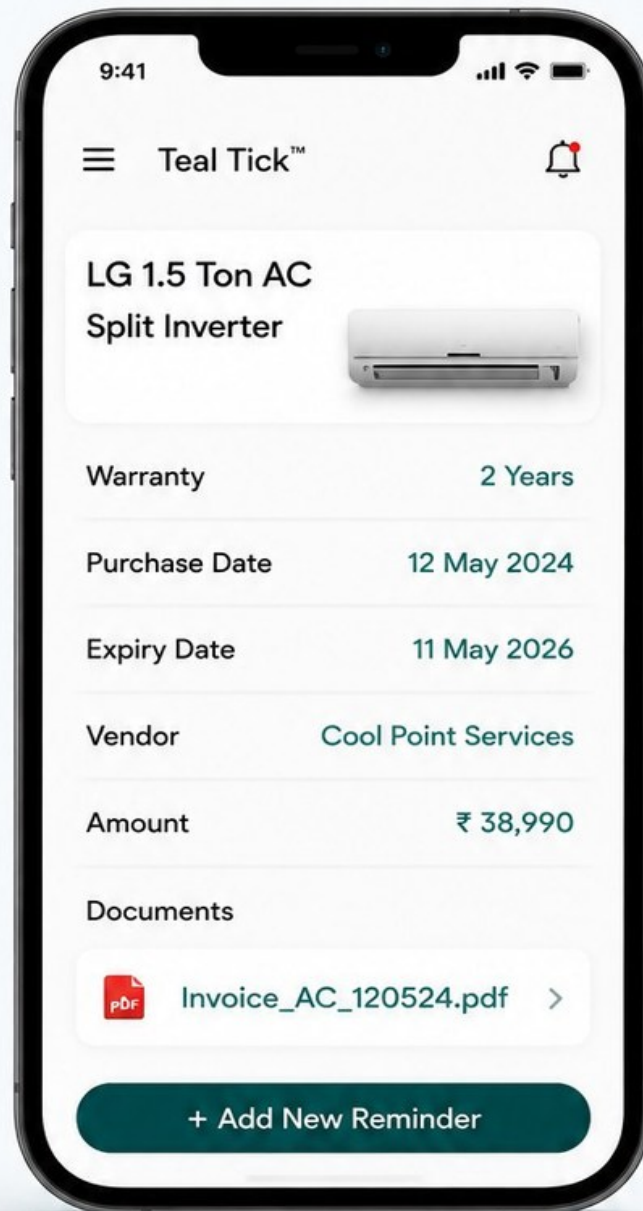 9:41
Teal Tick™
LG 1.5 Ton AC
Split Inverter
Warranty 2 Years
Purchase Date 12 May 2024
Expiry Date 11 May 2026
Vendor Cool Point Services
Amount ₹ 38,990
Documents
PDF Invoice_AC_120524.pdf
+ Add New Reminder